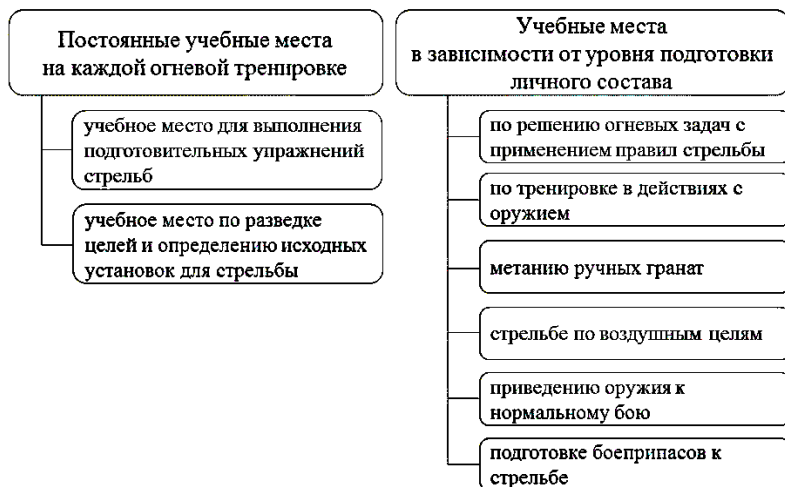 Постоянные учебные места
на каждой огневой тренировке
учебное место для выполнения
подготовительных упражнений
стрельб
учебное место по разведке
целей и определению исходных
установок для стрельбы
Учебные места
в зависимости от уровня подготовки
личного состава
по решению огневых задач с
применением правил стрельбы
по тренировке в действиях с
оружием
метанию ручных гранат
стрельбе по воздушным целям
приведению оружия к
нормальному бою
подготовке боеприпасов к
стрельбе